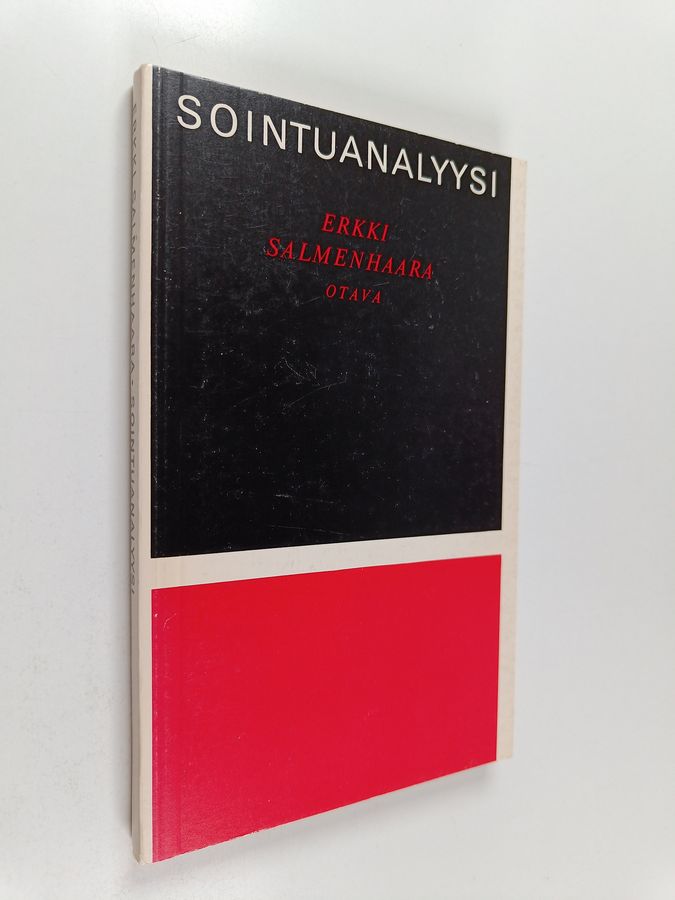 SOINTUANALYYSI
ERKKI
SALMENHAARA
OTAVA
ERKKI SALMENHAARA · SOINTUANALYYSI